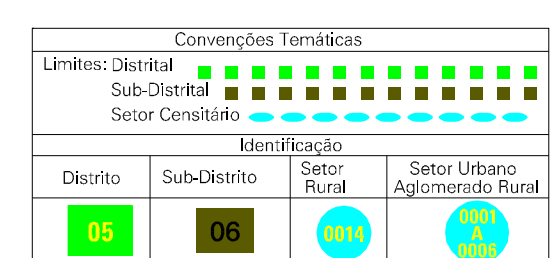 Convenções Temáticas
Limites: Distrital
Sub-Distrital
Setor Censitário
Identificação
Distrito
Sub-Distrito
Setor Rural
Setor Urbano Aglomerado Rural
05
06
0014
0001
A
0006